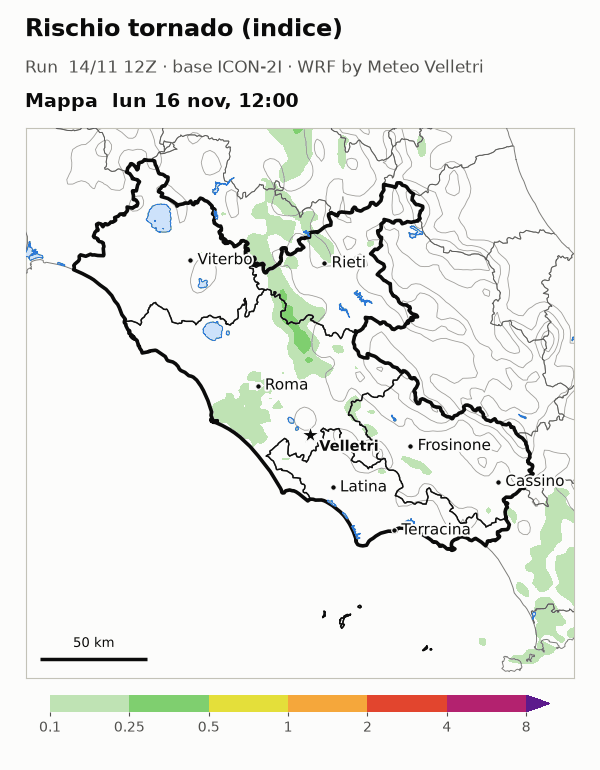 Rischio tornado (indice)
Run  14/11 12Z · base ICON-2I · WRF by Meteo Velletri
Mappa  lun 16 nov, 12:00
Viterbo
Rieti
Roma
Velletri
Frosinone
Cassino
Latina
Terracina
50 km
0.1 0.25 0.5 1 2 4 8